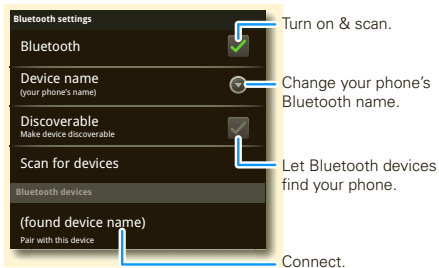 Bluetooth settings
Bluetooth
Device name
(your phone's name)
Discoverable
Make device discoverable
Scan for devices
Bluetooth devices
(found device name)
Pair with this device
Turn on & scan.
Change your phone's
Bluetooth name.
Let Bluetooth devices
find your phone.
Connect.